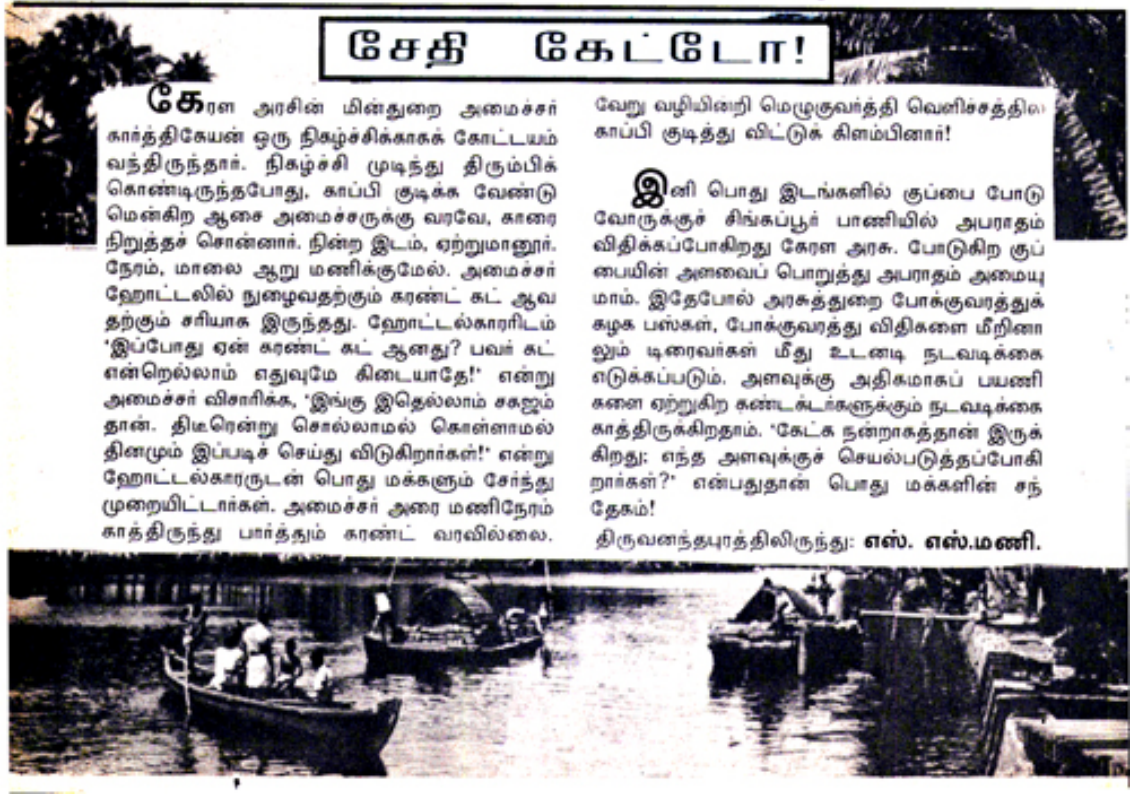 சேதி கேட்டோ!
கேரள அரசின் மின்துறை அமைச்சர்
கார்த்திகேயன் ஒரு நிகழ்ச்சிக்காகக் கோட்டயம்
வந்திருந்தார். நிகழ்ச்சி முடிந்து திரும்பிக்
கொண்டிருந்தபோது, காப்பி குடிக்க வேண்டு
மென்கிற ஆசை அமைச்சருக்கு வரவே, காரை
நிறுத்தச் சொன்னார். நின்ற இடம், ஏற்றுமானூர்.
நேரம், மாலை ஆறு மணிக்குமேல். அமைச்சர்
ஹோட்டலில் நுழைவதற்கும் கரண்ட் கட் ஆவ
தற்கும் சரியாக இருந்தது. ஹோட்டல்காரரிடம்
'இப்போது ஏன் கரண்ட் கட் ஆனது? பவர் கட்
என்றெல்லாம் எதுவுமே கிடையாதே!' என்று
அமைச்சர் விசாரிக்க, 'இங்கு இதெல்லாம் சகஜம்
தான். திடீரென்று சொல்லாமல் கொள்ளாமல்
தினமும் இப்படிச் செய்து விடுகிறார்கள்!' என்று
ஹோட்டல்காரருடன் பொது மக்களும் சேர்ந்து
முறையிட்டார்கள். அமைச்சர் அரை மணிநேரம்
காத்திருந்து பார்த்தும் கரண்ட் வரவில்லை.
வேறு வழியின்றி மெழுகுவர்த்தி வெளிச்சத்தில்
காப்பி குடித்து விட்டுக் கிளம்பினார்!
இனி பொது இடங்களில் குப்பை போடு
வோருக்குச் சிங்கப்பூர் பாணியில் அபராதம்
விதிக்கப்போகிறது கேரள அரசு. போடுகிற குப்
பையின் அளவைப் பொறுத்து அபராதம் அமையு
மாம். இதேபோல் அரசுத்துறை போக்குவரத்துக்
கழக பஸ்கள், போக்குவரத்து விதிகளை மீறினா
லும் டிரைவர்கள் மீது உடனடி நடவடிக்கை
எடுக்கப்படும். அளவுக்கு அதிகமாகப் பயணி
களை ஏற்றுகிற கண்டக்டர்களுக்கும் நடவடிக்கை
காத்திருக்கிறதாம். 'கேட்க நன்றாகத்தான் இருக்
கிறது; எந்த அளவுக்குச் செயல்படுத்தப்போகி
றார்கள்?' என்பதுதான் பொது மக்களின் சந்
தேகம்!
திருவனந்தபுரத்திலிருந்து: எஸ். எஸ்.மணி.